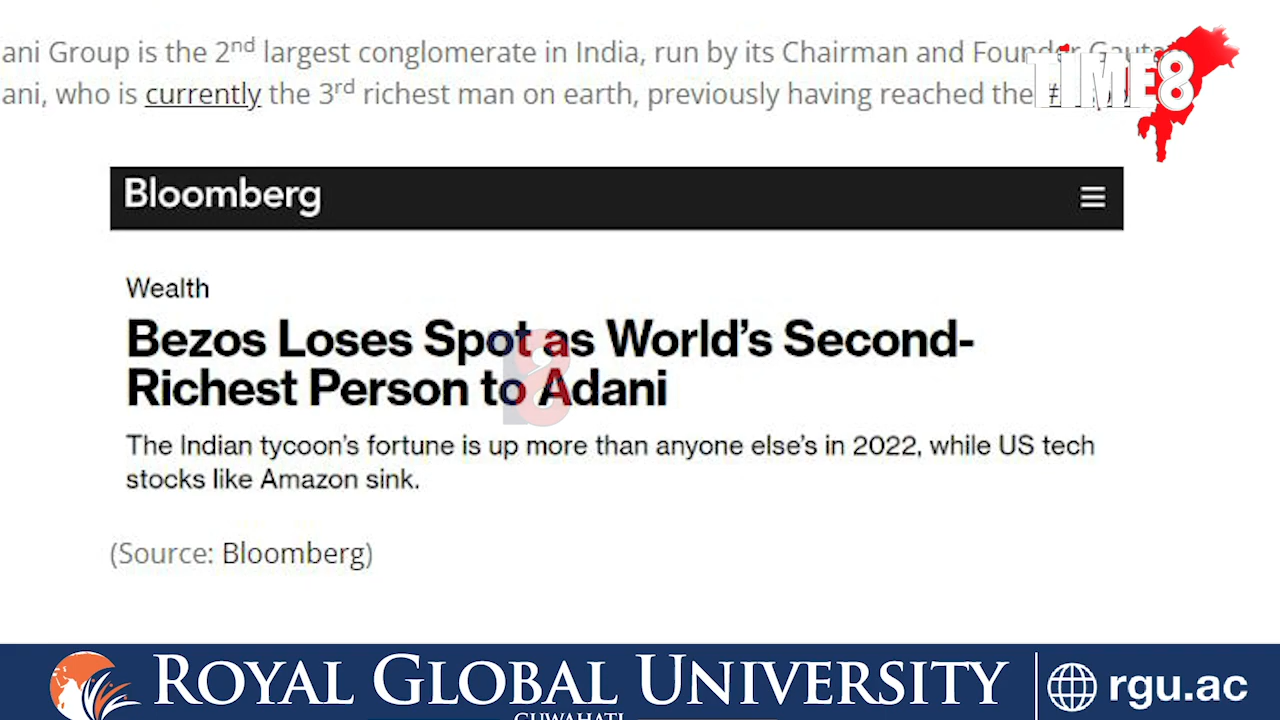 ani Group is the 2nd largest conglomerate in India, run by its Chairman and Founder Gauta
ani, who is currently the 3rd richest man on earth, previously having reached the #
TIME8
Bloomberg
Wealth
Bezos Loses Spot as World's Second-
Richest Person to Adani
The Indian tycoon's fortune is up more than anyone else's in 2022, while US tech
stocks like Amazon sink.
(Source: Bloomberg)
ROYAL GLOBAL UNIVERSITY
GUWAHATI
rgu.ac